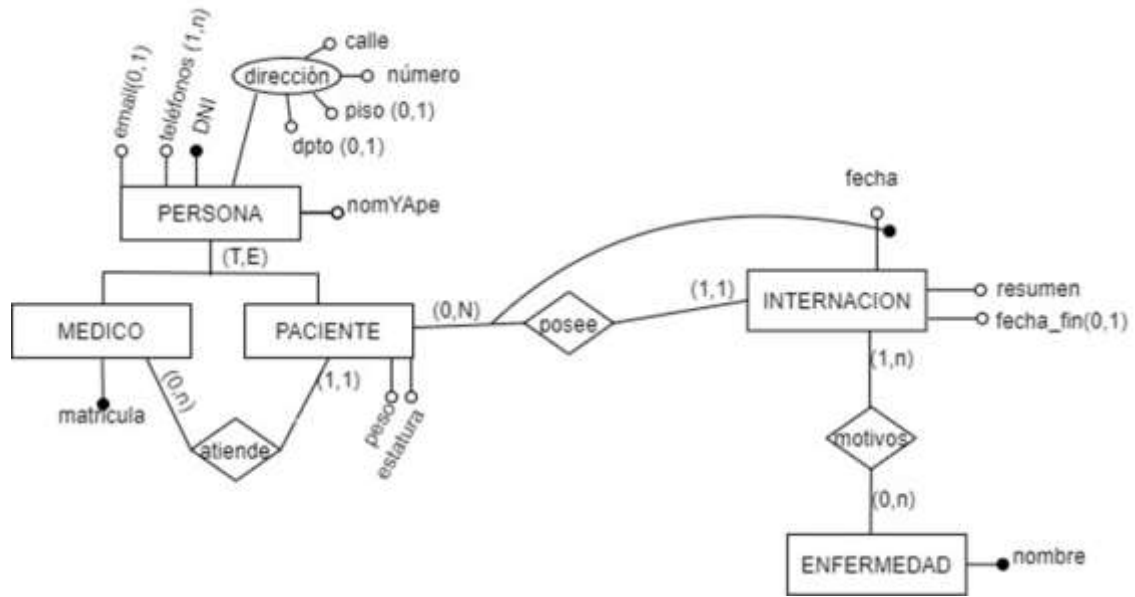 calle
dirección
número
piso (0,1)
dpto (0,1)
email(0,1)
teléfonos (1,n)
DNI
PERSONA
nomYApe
(T,E)
MEDICO
PACIENTE
matrícula
(0,n)
(1,1)
atiende
peso
estatura
(0,N)
posee
(1,1)
fecha
INTERNACION
resumen
fecha_fin(0,1)
(1,n)
motivos
(0,n)
ENFERMEDAD
nombre